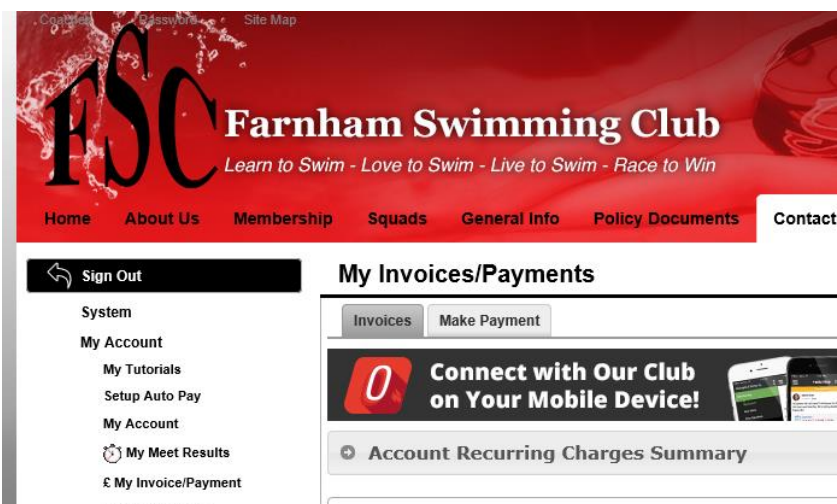 Coaches Password Site Map
FSC
Farnham Swimming Club
Learn to Swim - Love to Swim - Live to Swim - Race to Win
Home About Us Membership Squads General Info Policy Documents Contact
Sign Out
System
My Account
My Tutorials
Setup Auto Pay
My Account
My Meet Results
£ My Invoice/Payment
My Invoices/Payments
Invoices Make Payment
Connect with Our Club
on Your Mobile Device!
Account Recurring Charges Summary